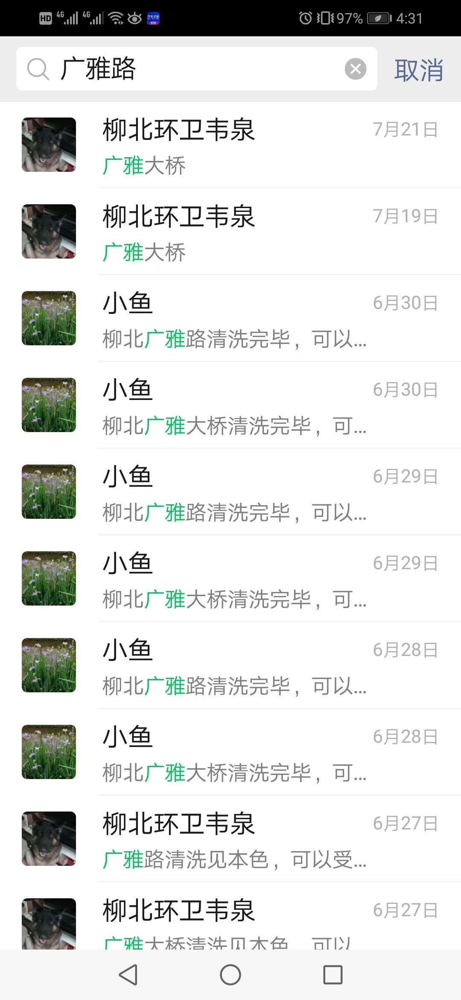 HD 4G 4G 97% 4:31
广雅路 取消
柳北环卫韦泉 7月21日
广雅大桥
柳北环卫韦泉 7月19日
广雅大桥
小鱼 6月30日
柳北广雅路清洗完毕，可以...
小鱼 6月30日
柳北广雅大桥清洗完毕，可...
小鱼 6月29日
柳北广雅路清洗完毕，可以...
小鱼 6月29日
柳北广雅大桥清洗完毕，可...
小鱼 6月28日
柳北广雅路清洗完毕，可以...
小鱼 6月28日
柳北广雅大桥清洗完毕，可...
柳北环卫韦泉 6月27日
广雅路清洗见本色，可以受...
柳北环卫韦泉 6月27日
广雅大桥清洗见本色，可以